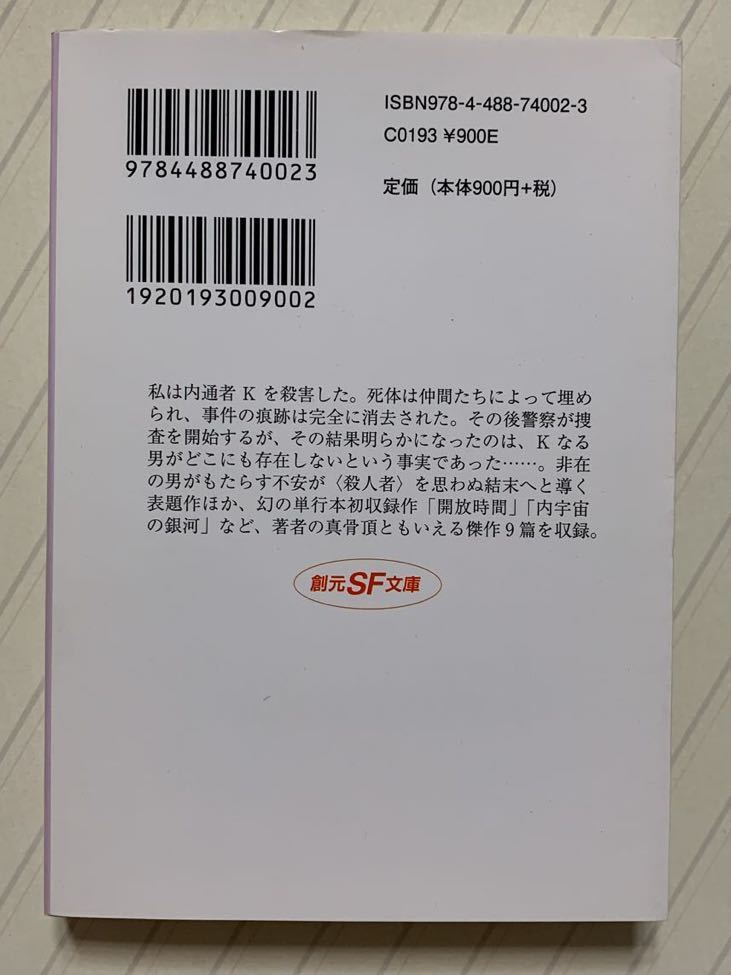 ISBN978-4-488-74002-3
C0193 ¥900E
9784488740023
定価（本体900円+税）
1920193009002
私は内通者Kを殺害した。死体は仲間たちによって埋め
られ、事件の痕跡は完全に消去された。その後警察が捜
査を開始するが、その結果明らかになったのは、Kなる
男がどこにも存在しないという事実であった……。非在
の男がもたらす不安が〈殺人者〉を思わぬ結末へと導く
表題作ほか、幻の単行本初収録作「開放時間」「内宇宙
の銀河」など、著者の真骨頂ともいえる傑作9篇を収録。
創元SF文庫